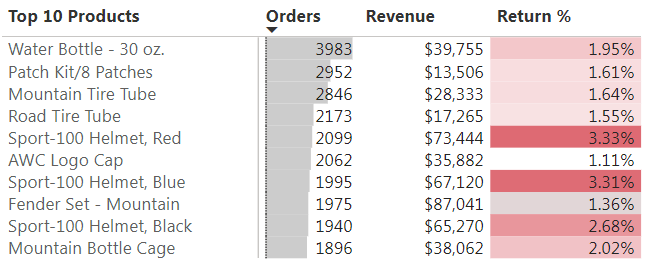 Top 10 Products Orders Revenue Return %
Water Bottle - 30 oz. 3983 $39,755 1.95%
Patch Kit/8 Patches 2952 $13,506 1.61%
Mountain Tire Tube 2846 $28,333 1.64%
Road Tire Tube 2173 $17,265 1.55%
Sport-100 Helmet, Red 2099 $73,444 3.33%
AWC Logo Cap 2062 $35,882 1.11%
Sport-100 Helmet, Blue 1995 $67,120 3.31%
Fender Set - Mountain 1975 $87,041 1.36%
Sport-100 Helmet, Black 1940 $65,270 2.68%
Mountain Bottle Cage 1896 $38,062 2.02%